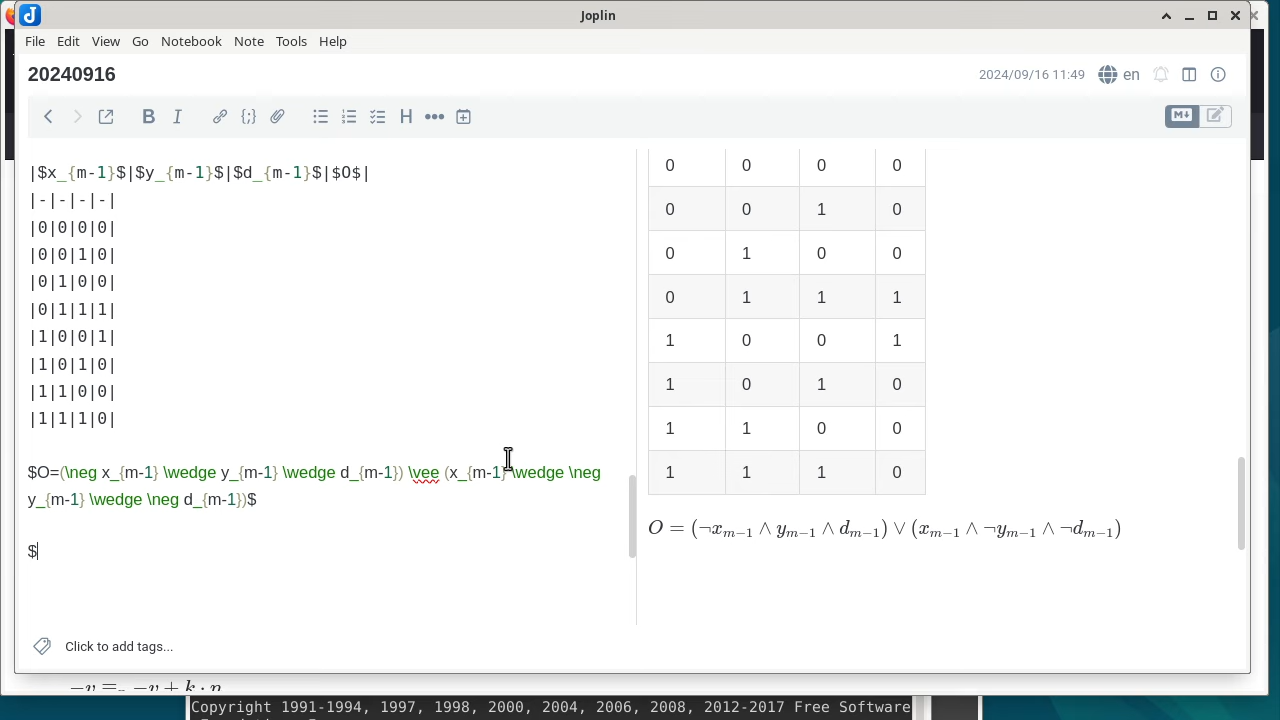 Joplin
File Edit View Go Notebook Note Tools Help
20240916
2024/09/16 11:49 en
|$x_{m-1}$|$y_{m-1}$|$d_{m-1}$|$O$|
|-|-|-|-|
|0|0|0|0|
|0|0|1|0|
|0|1|0|0|
|0|1|1|1|
|1|0|0|1|
|1|0|1|0|
|1|1|0|0|
|1|1|1|0|
$O=(\neg x_{m-1} \wedge y_{m-1} \wedge d_{m-1}) \vee (x_{m-1} \wedge \neg
y_{m-1} \wedge \neg d_{m-1})$
$
0 0 0 0
0 0 1 0
0 1 0 0
0 1 1 1
1 0 0 1
1 0 1 0
1 1 0 0
1 1 1 0
O = (¬x_{m−1} ∧ y_{m−1} ∧ d_{m−1}) ∨ (x_{m−1} ∧ ¬y_{m−1} ∧ ¬d_{m−1})
Click to add tags...
Copyright 1991-1994, 1997, 1998, 2000, 2004, 2006, 2008, 2012-2017 Free Software